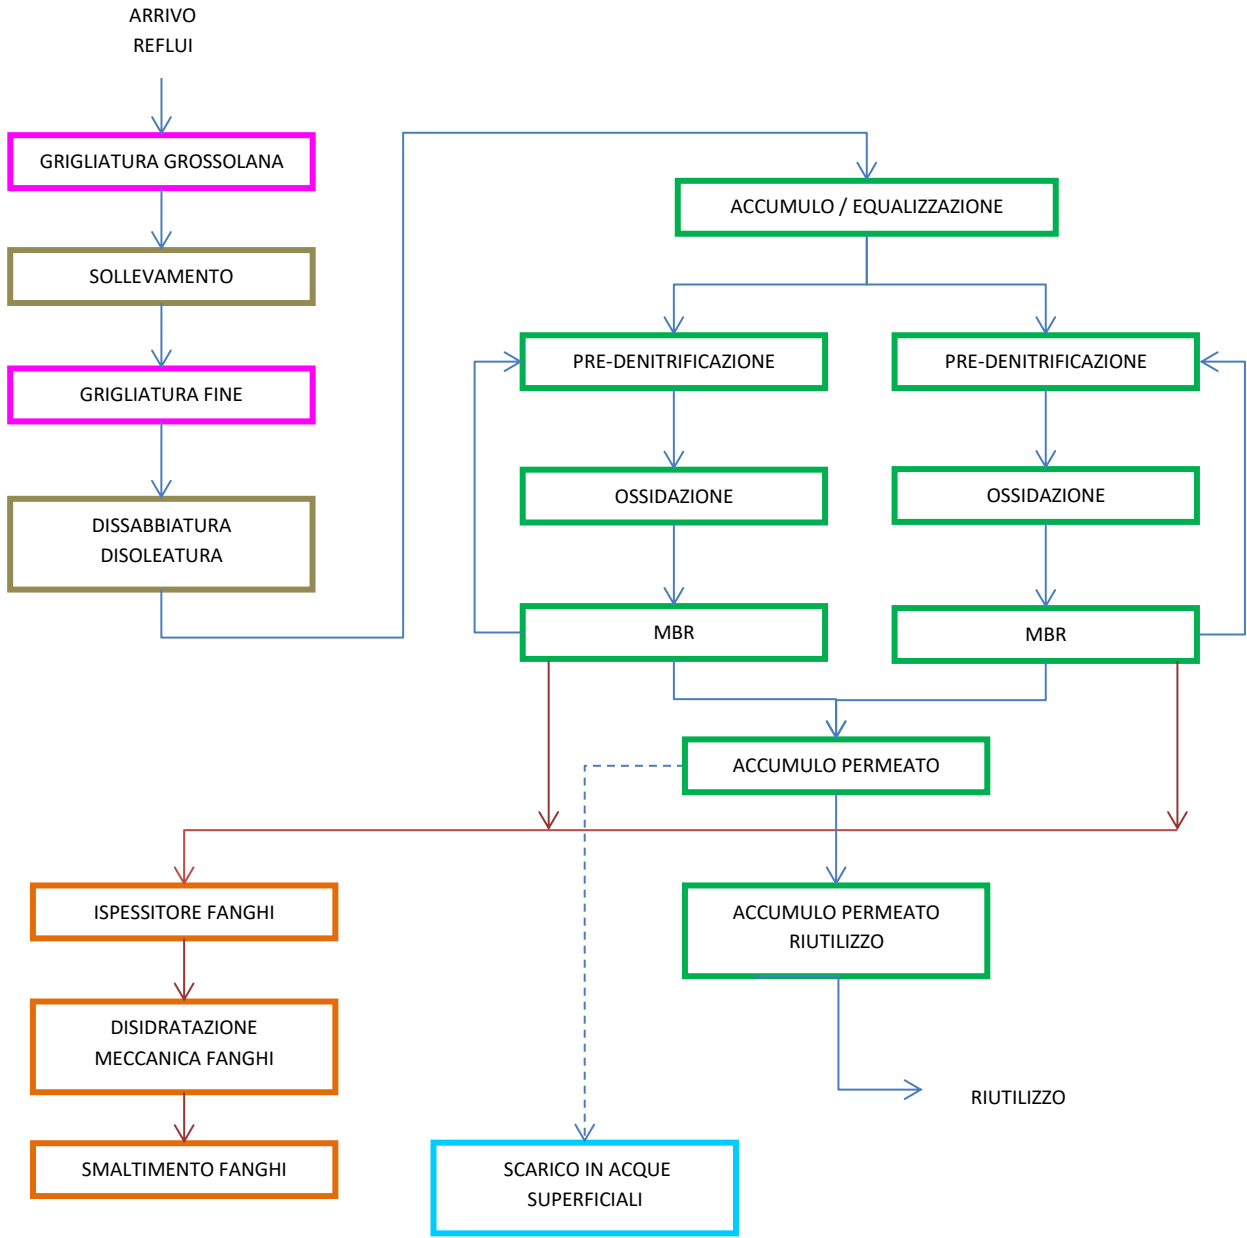 ARRIVO
REFLUI
GRIGLIATURA GROSSOLANA
SOLLEVAMENTO
GRIGLIATURA FINE
DISSABBIATURA
DISOLEATURA
ACCUMULO / EQUALIZZAZIONE
PRE-DENITRIFICAZIONE
PRE-DENITRIFICAZIONE
OSSIDAZIONE
OSSIDAZIONE
MBR
MBR
ACCUMULO PERMEATO
ACCUMULO PERMEATO
RIUTILIZZO
RIUTILIZZO
ISPESSITORE FANGHI
DISIDRATAZIONE
MECCANICA FANGHI
SMALTIMENTO FANGHI
SCARICO IN ACQUE
SUPERFICIALI